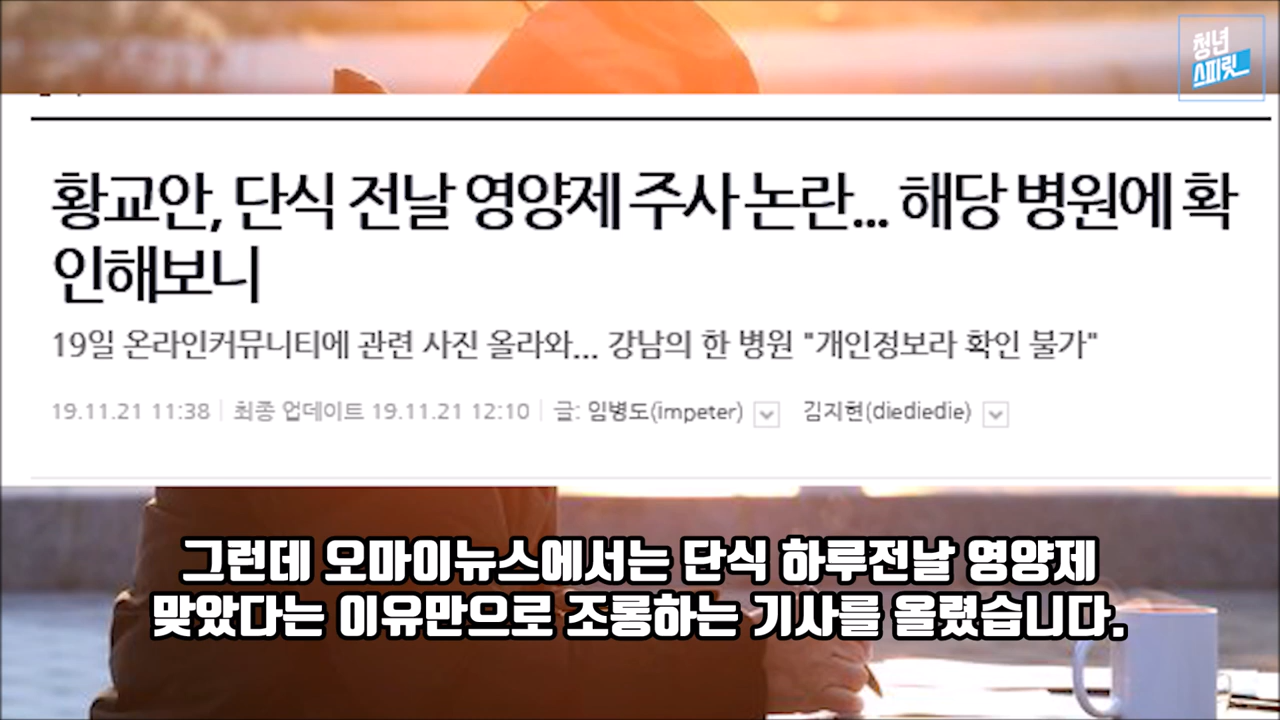 청년
스피릿
황교안, 단식 전날 영양제 주사 논란... 해당 병원에 확
인해보니
19일 온라인커뮤니티에 관련 사진 올라와... 강남의 한 병원 "개인정보라 확인 불가"
19.11.21 11:38 | 최종 업데이트 19.11.21 12:10 | 글: 임병도(impeter) 김지현(diediedie)
그런데 오마이뉴스에서는 단식 하루전날 영양제
맞았다는 이유만으로 조롱하는 기사를 올렸습니다.